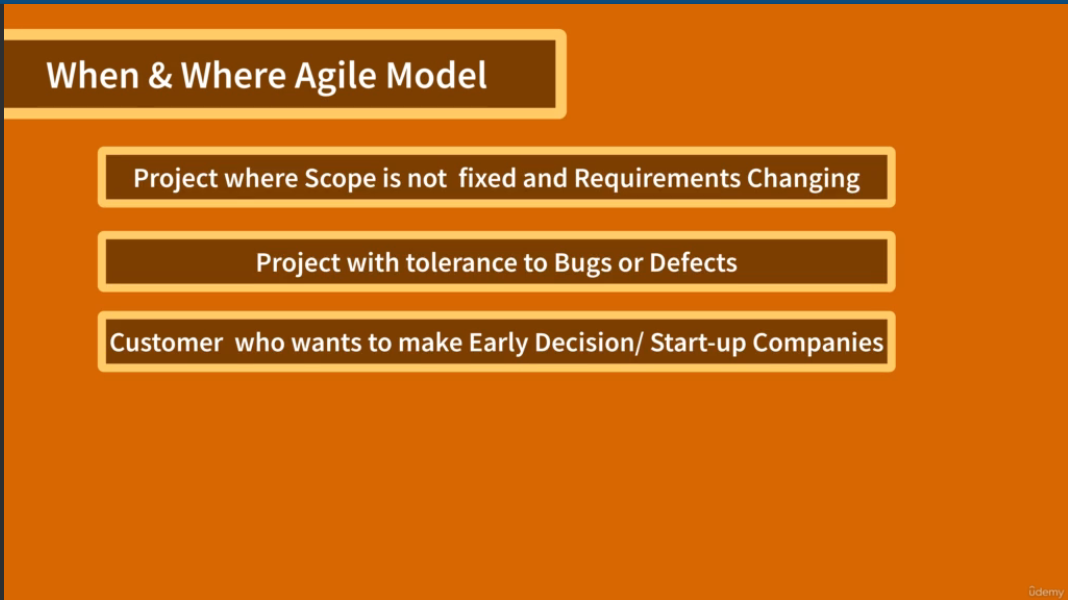 When & Where Agile Model
Project where Scope is not fixed and Requirements Changing
Project with tolerance to Bugs or Defects
Customer who wants to make Early Decision/ Start-up Companies
ûdemy